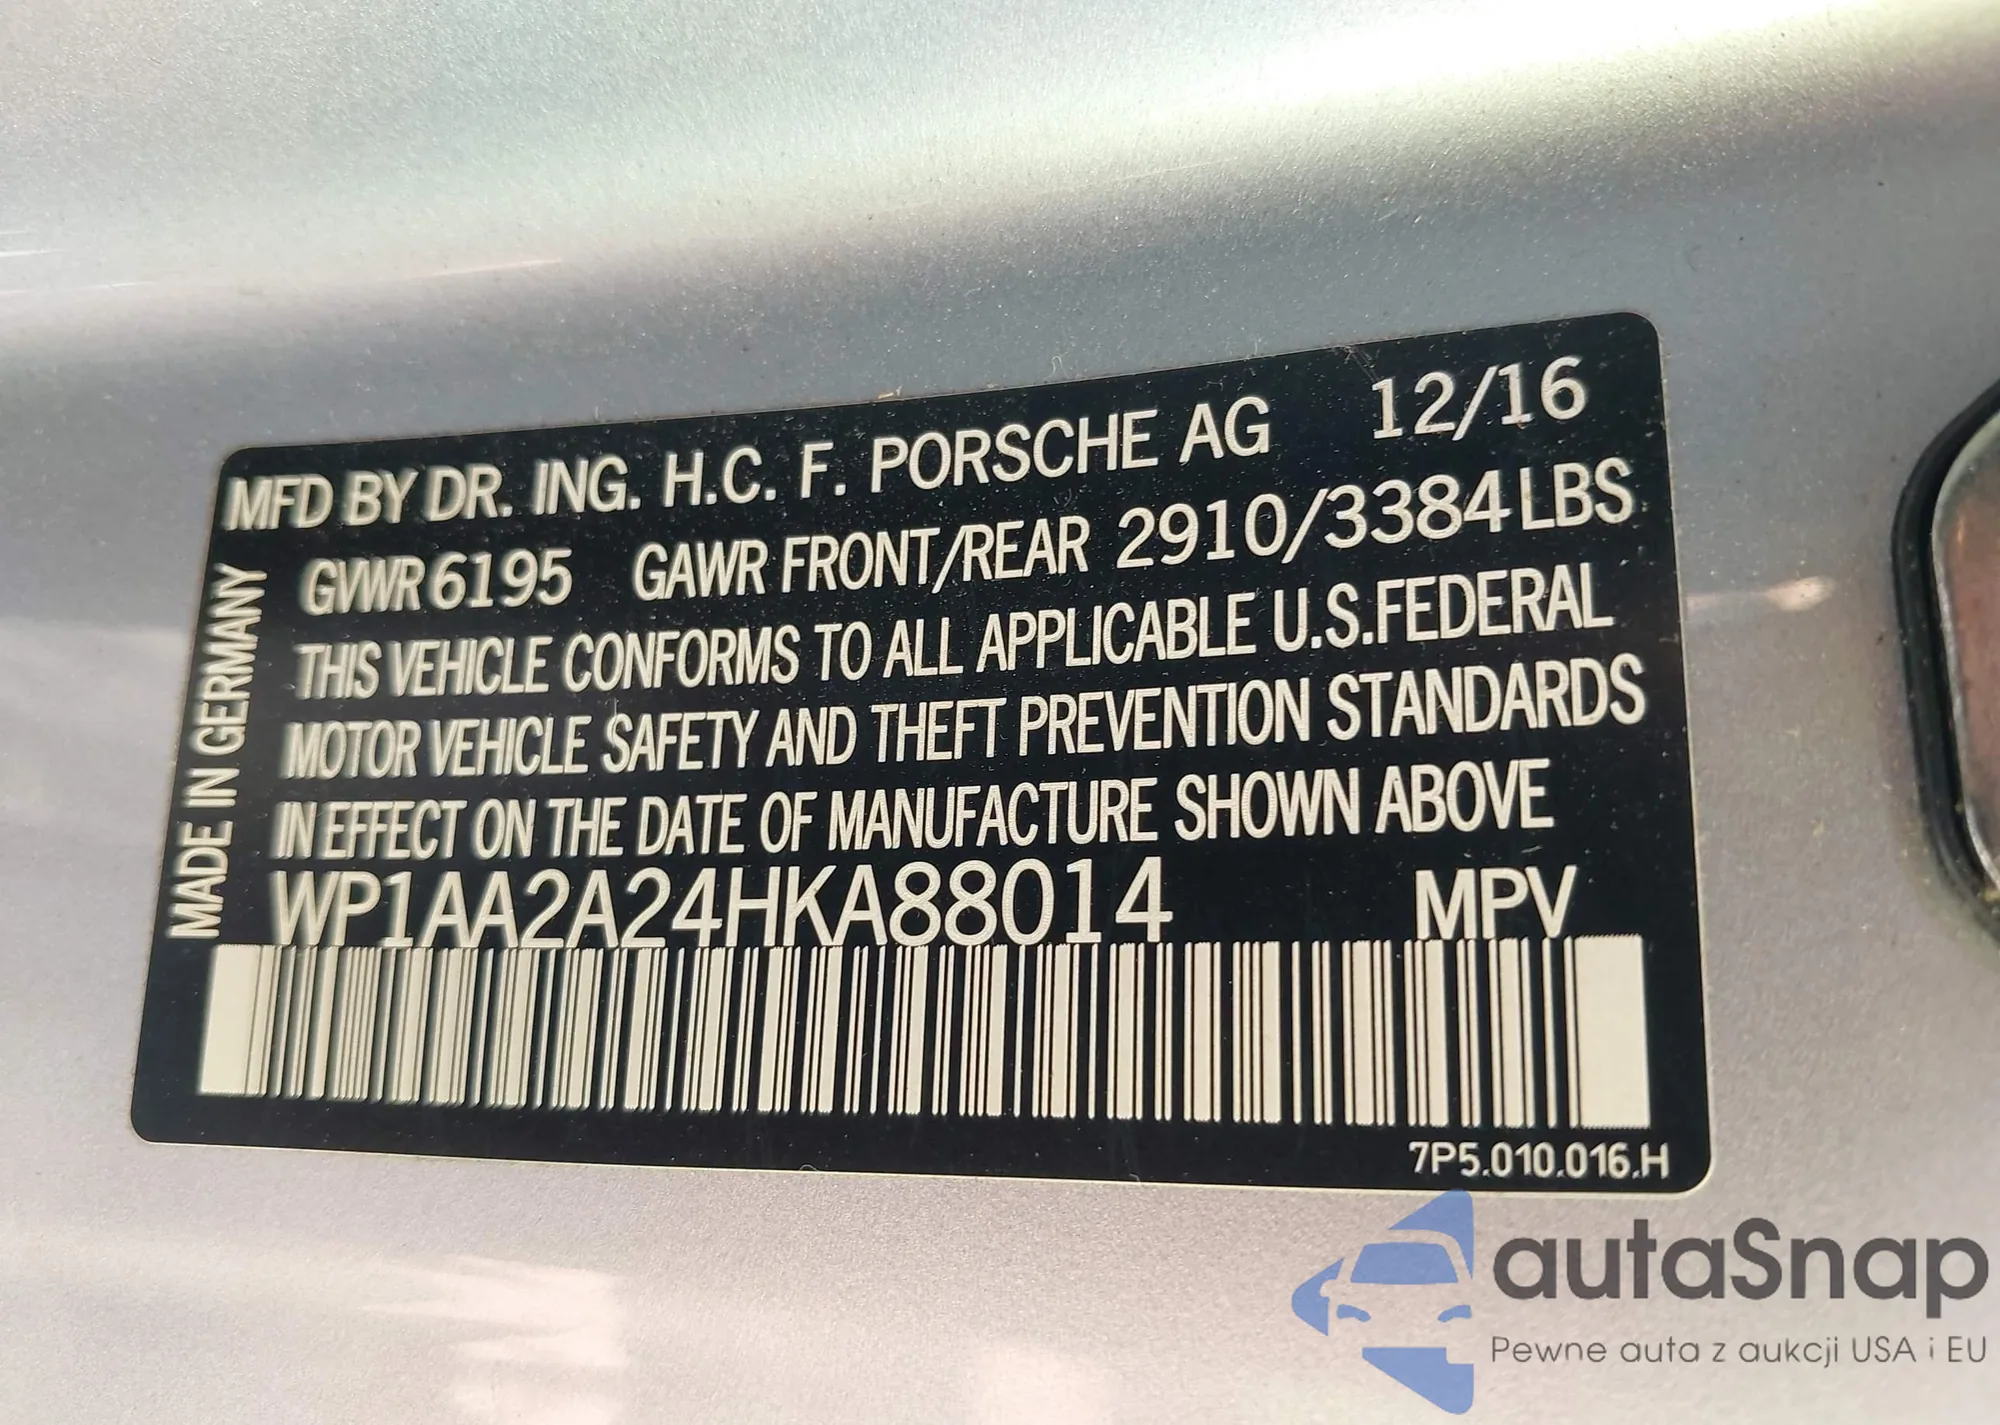 MFD BY DR. ING. H.C. F. PORSCHE AG 12/16
GVWR 6195 GAWR FRONT/REAR 2910/3384 LBS
THIS VEHICLE CONFORMS TO ALL APPLICABLE U.S.FEDERAL
MOTOR VEHICLE SAFETY AND THEFT PREVENTION STANDARDS
IN EFFECT ON THE DATE OF MANUFACTURE SHOWN ABOVE
WP1AA2A24HKA88014 MPV
MADE IN GERMANY
7P5.010.016.H
autaSnap
Pewne auta z aukcji USA i EU